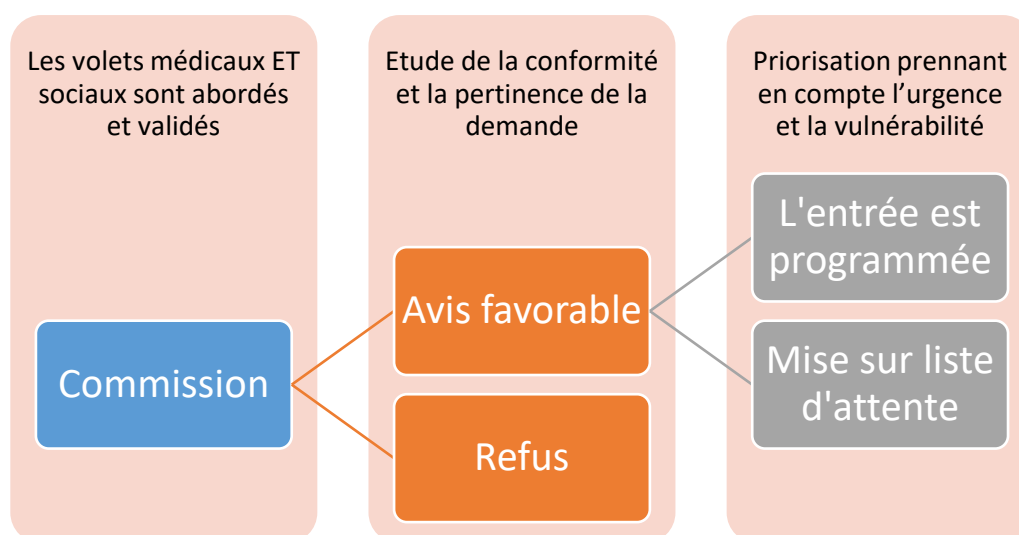 Les volets médicaux ET
sociaux sont abordés
et validés
Commission
Etude de la conformité
et la pertinence de la
demande
Avis favorable
Refus
Priorisation prennant
en compte l'urgence
et la vulnérabilité
L'entrée est
programmée
Mise sur liste
d'attente